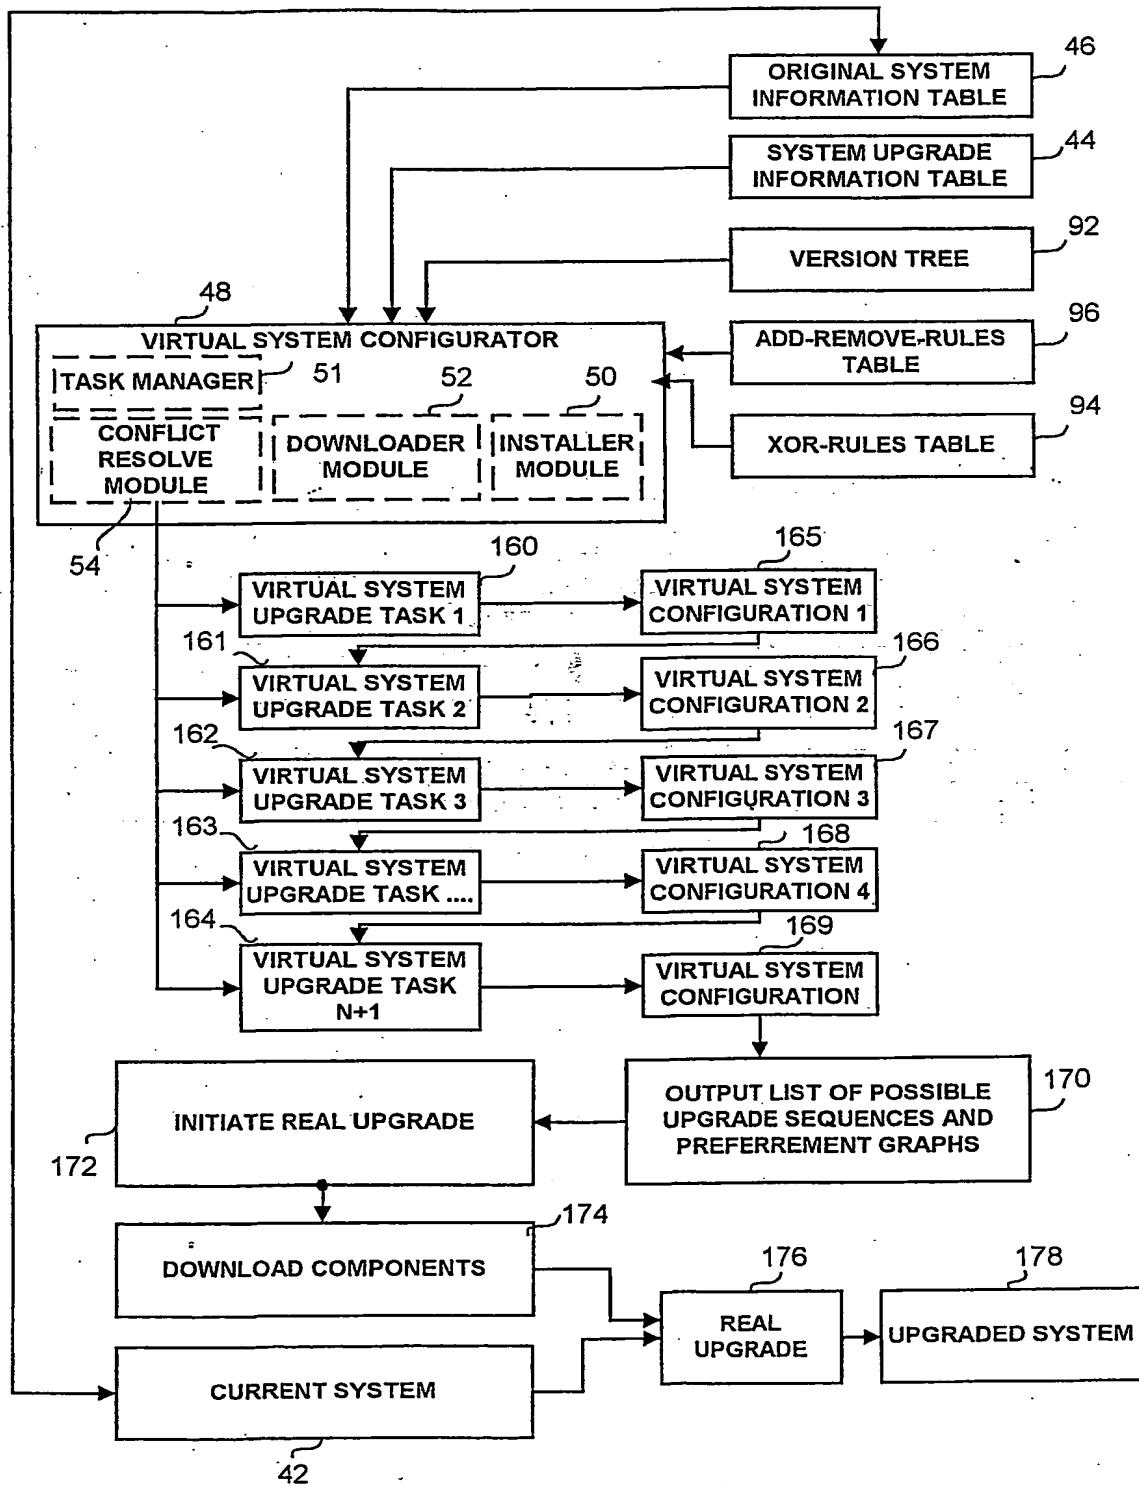 ORIGINAL SYSTEM
INFORMATION TABLE
46
SYSTEM UPGRADE
INFORMATION TABLE
44
VERSION TREE
92
48
VIRTUAL SYSTEM CONFIGURATOR
TASK MANAGER
51
CONFLICT
RESOLVE
MODULE
54
52
DOWNLOADER
MODULE
50
INSTALLER
MODULE
ADD-REMOVE-RULES
TABLE
96
XOR-RULES TABLE
94
160
VIRTUAL SYSTEM
UPGRADE TASK 1
165
VIRTUAL SYSTEM
CONFIGURATION 1
161
VIRTUAL SYSTEM
UPGRADE TASK 2
166
VIRTUAL SYSTEM
CONFIGURATION 2
162
VIRTUAL SYSTEM
UPGRADE TASK 3
167
VIRTUAL SYSTEM
CONFIGURATION 3
163
VIRTUAL SYSTEM
UPGRADE TASK ....
168
VIRTUAL SYSTEM
CONFIGURATION 4
164
VIRTUAL SYSTEM
UPGRADE TASK
N+1
169
VIRTUAL SYSTEM
CONFIGURATION
OUTPUT LIST OF POSSIBLE
UPGRADE SEQUENCES AND
PREFERREMENT GRAPHS
170
INITIATE REAL UPGRADE
172
174
DOWNLOAD COMPONENTS
176
REAL
UPGRADE
178
UPGRADED SYSTEM
CURRENT SYSTEM
42